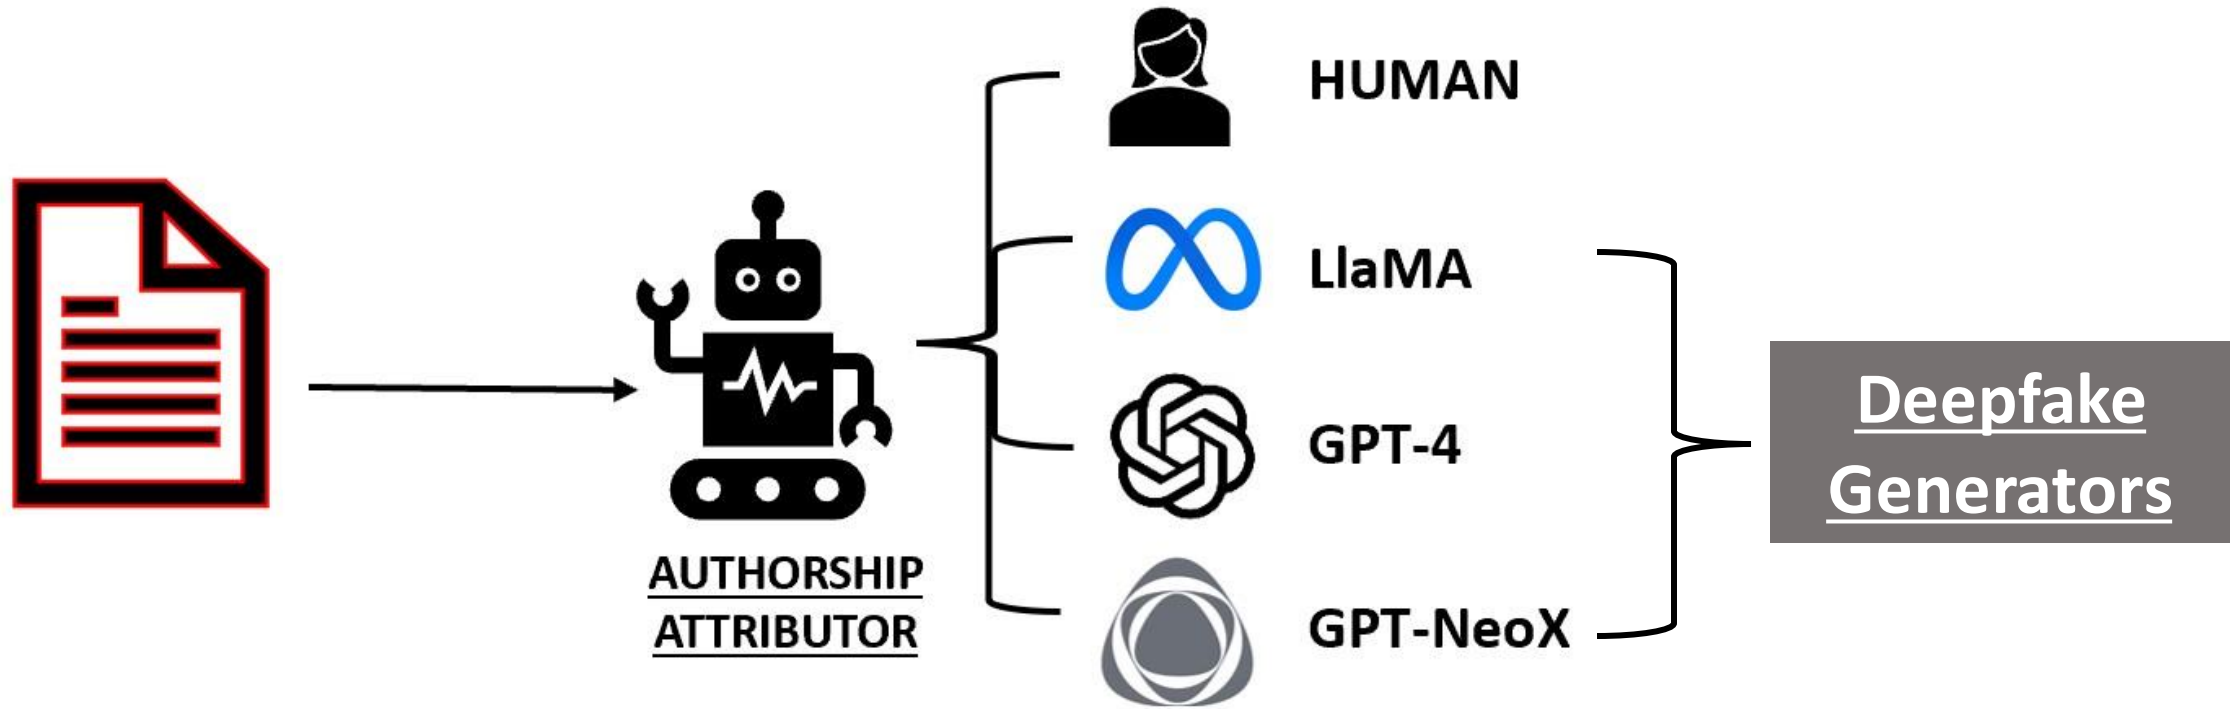 HUMAN
LlaMA
GPT-4
GPT-NeoX
AUTHORSHIP
ATTRIBUTOR
Deepfake
Generators